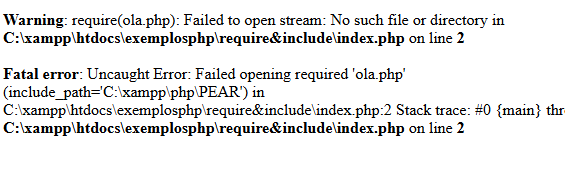 Warning: require(ola.php): Failed to open stream: No such file or directory in
C:\xampp\htdocs\exemplosphp\require&include\index.php on line 2
Fatal error: Uncaught Error: Failed opening required 'ola.php'
(include_path='C:\xampp\php\PEAR') in
C:\xampp\htdocs\exemplosphp\require&include\index.php:2 Stack trace: #0 {main} thr
C:\xampp\htdocs\exemplosphp\require&include\index.php on line 2